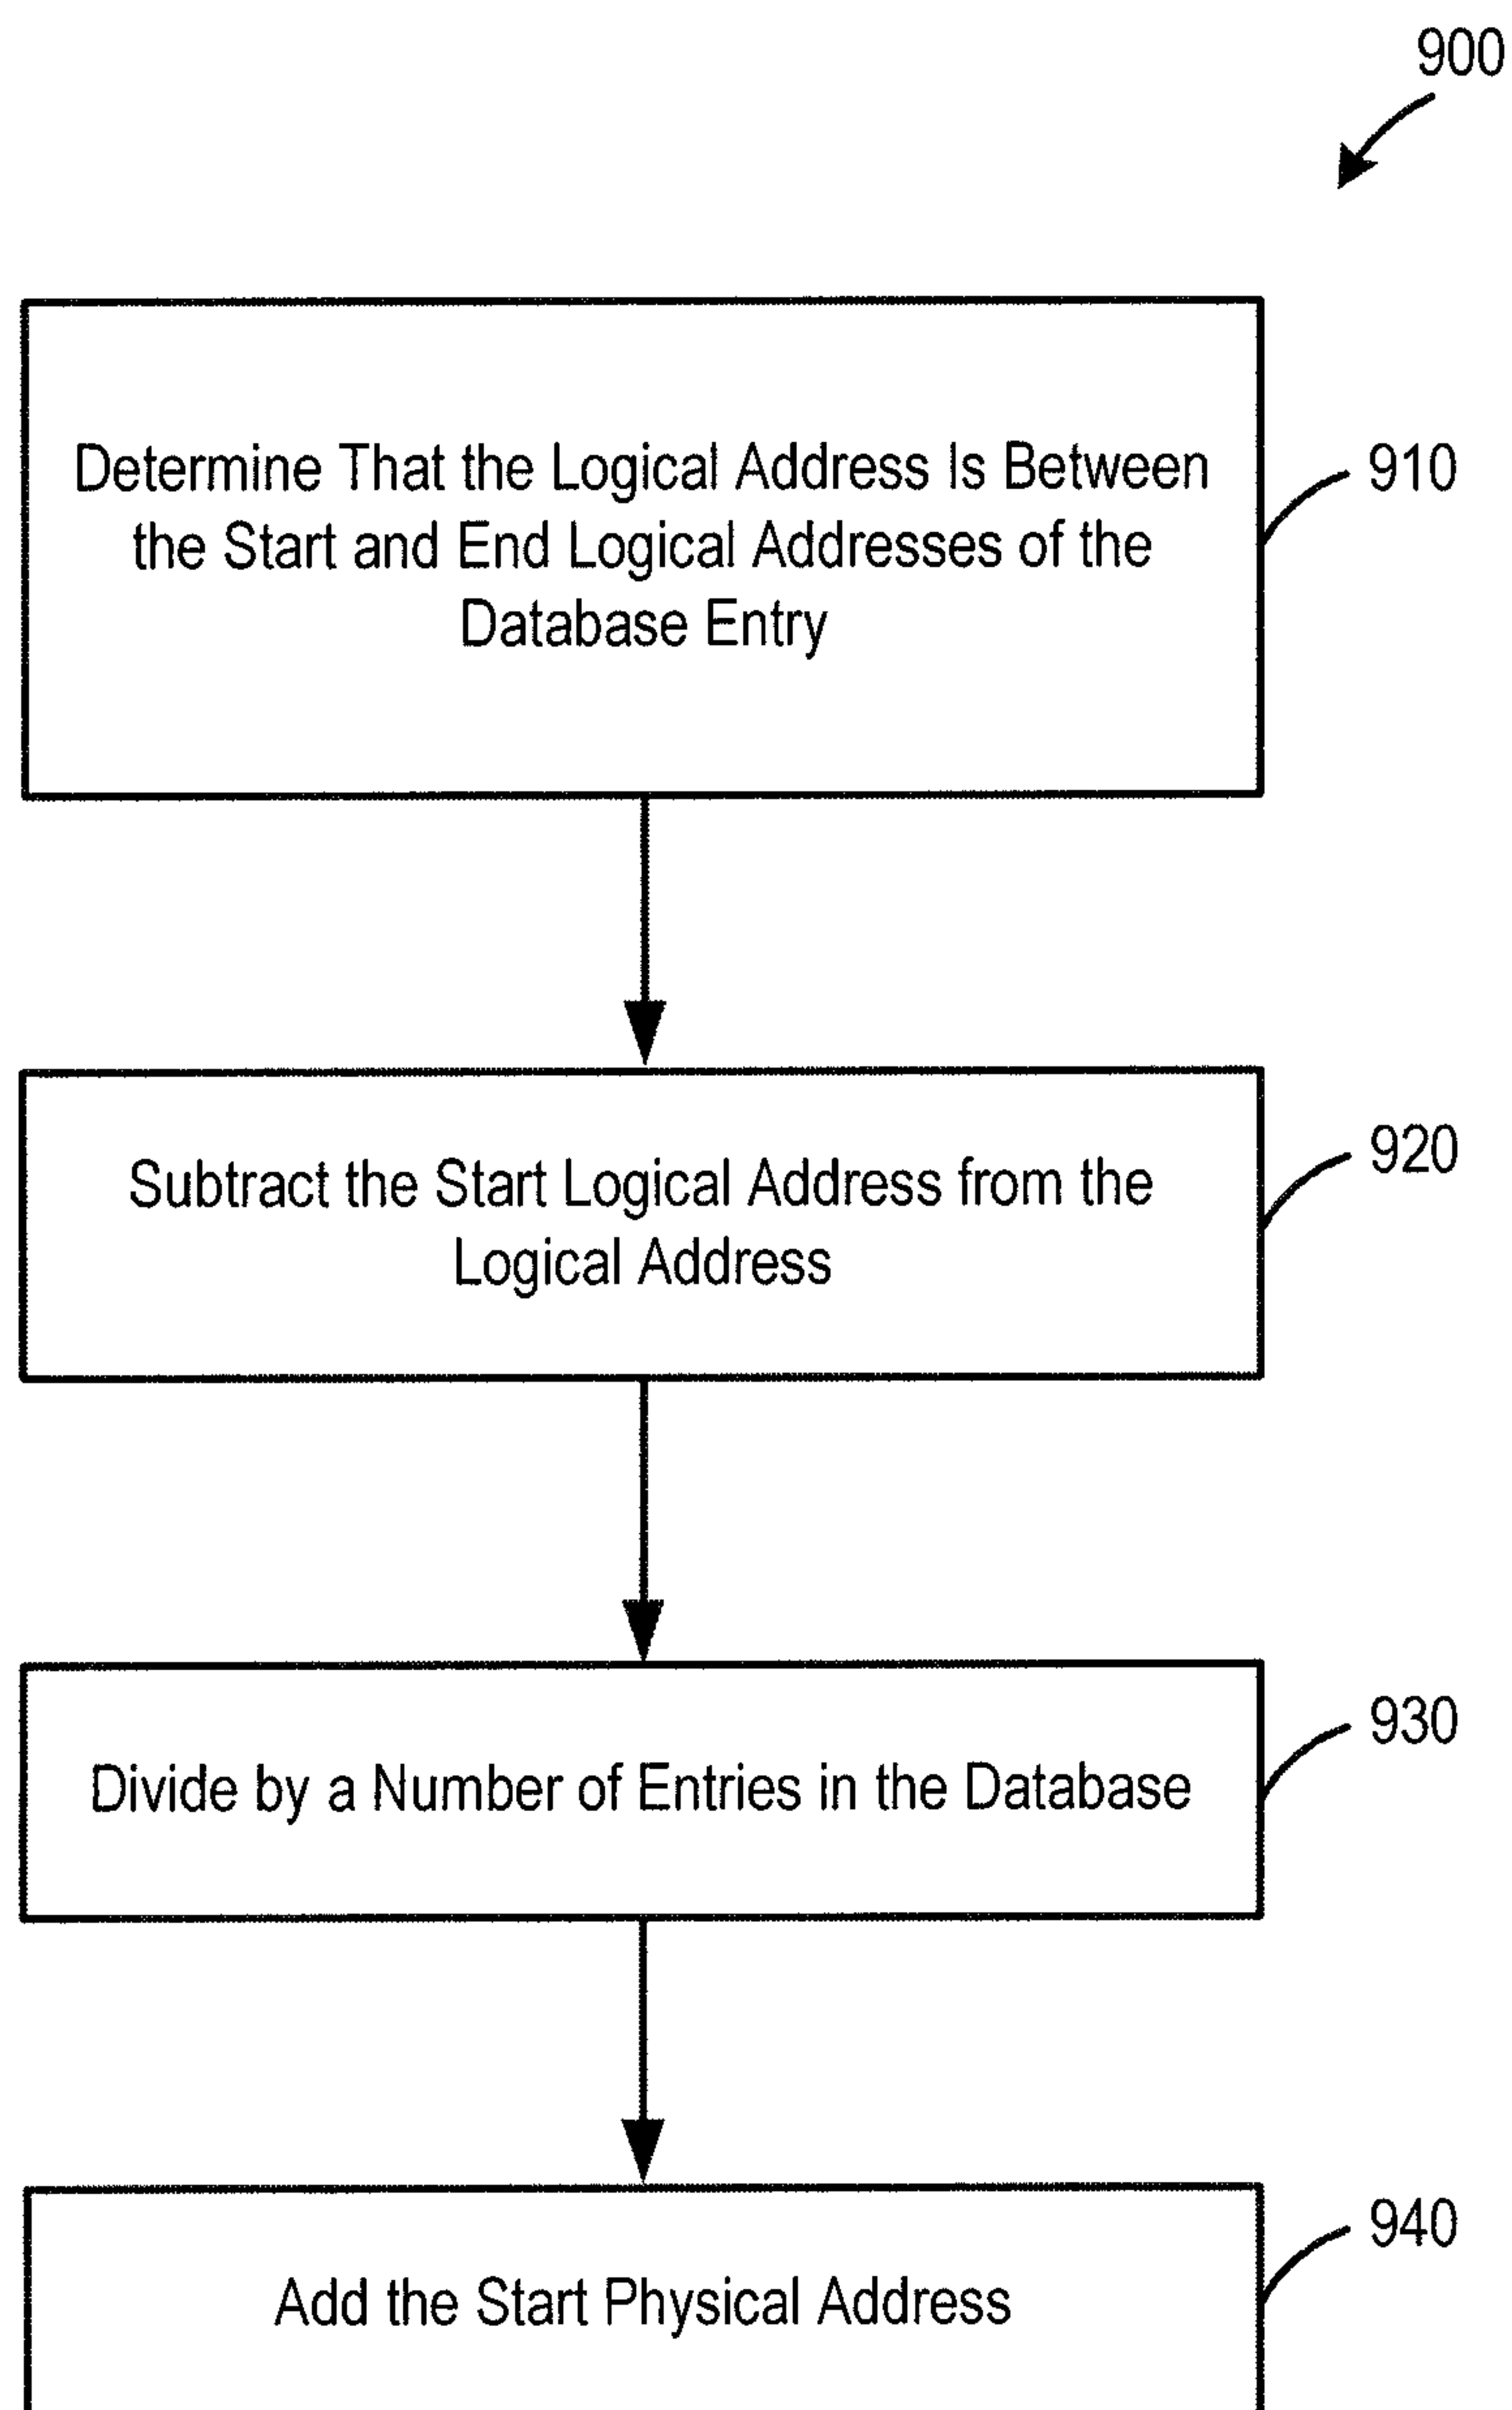 900
Determine That the Logical Address Is Between
the Start and End Logical Addresses of the
Database Entry
910
Subtract the Start Logical Address from the
Logical Address
920
Divide by a Number of Entries in the Database
930
Add the Start Physical Address
940